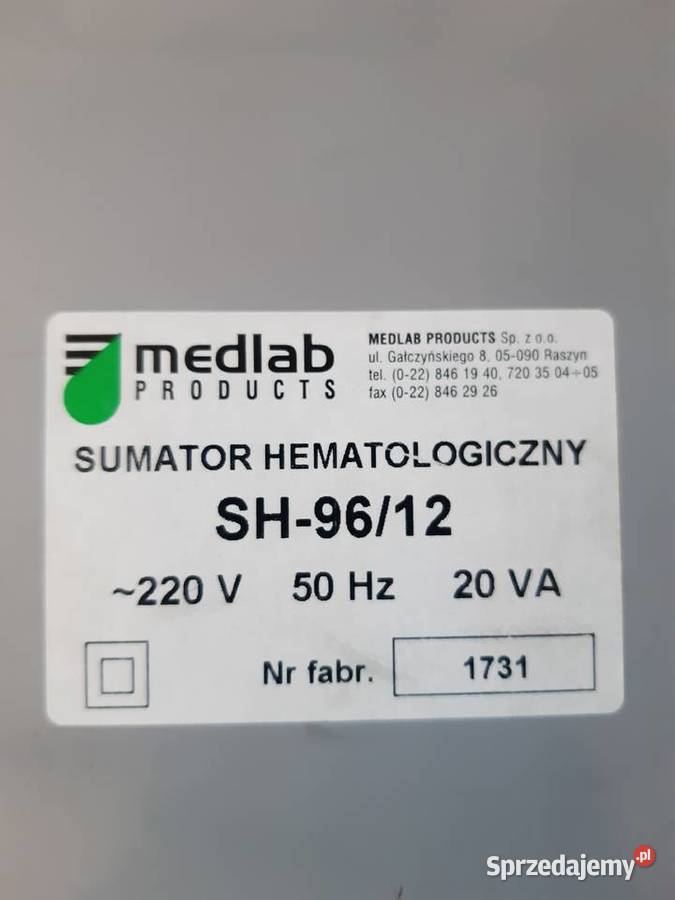 medlab
PRODUCTS
MEDLAB PRODUCTS Sp. z o.o.
ul. Gałczyńskiego 8, 05-090 Raszyn
tel. (0-22) 846 19 40, 720 35 04÷05
fax (0-22) 846 29 26
SUMATOR HEMATOLOGICZNY
SH-96/12
~220 V 50 Hz 20 VA
Nr fabr. 1731
Sprzedajemy.pl